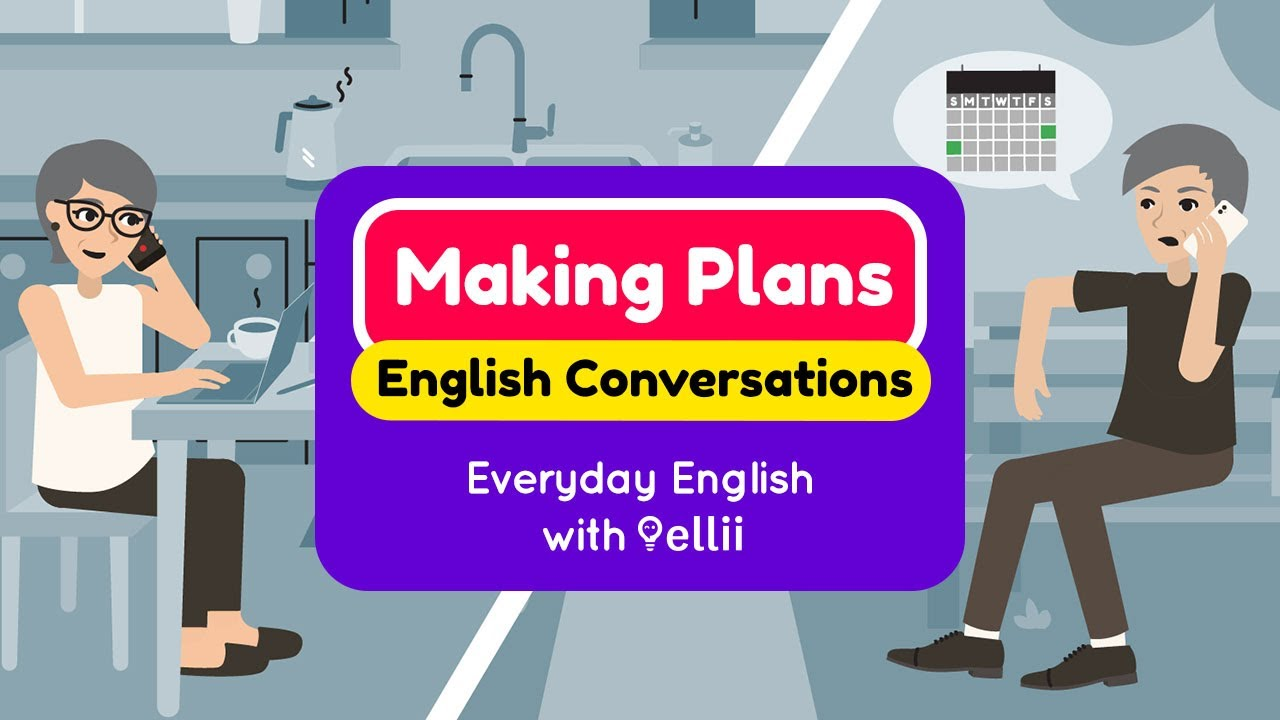 SMTWTFS
Making Plans
English Conversations
Everyday English
with ellii